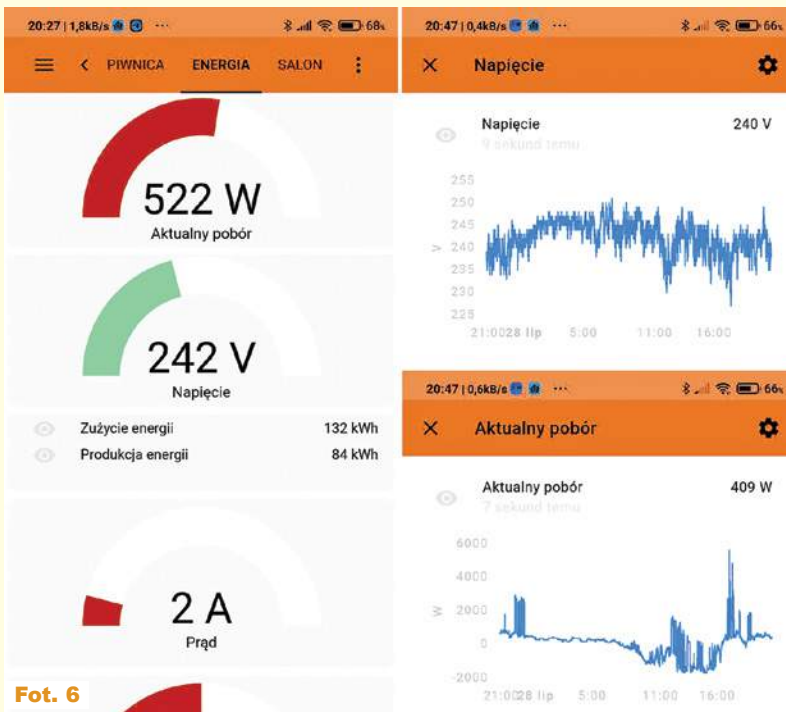 20:27 | 1,8kB/s ... 68%
PIWNICA ENERGIA SALON
522 W
Aktualny pobór
242 V
Napięcie
Zużycie energii 132 kWh
Produkcja energii 84 kWh
2 A
Prąd
Fot. 6
20:47 | 0,4kB/s ... 66%
Napięcie
Napięcie 240 V
9 sekund temu
255
250
245
240
235
230
225
V
21:00 28 lip 5:00 11:00 16:00
20:47 | 0,6kB/s ... 66%
Aktualny pobór
Aktualny pobór 409 W
7 sekund temu
6000
4000
2000
0
-2000
W
21:00 28 lip 5:00 11:00 16:00